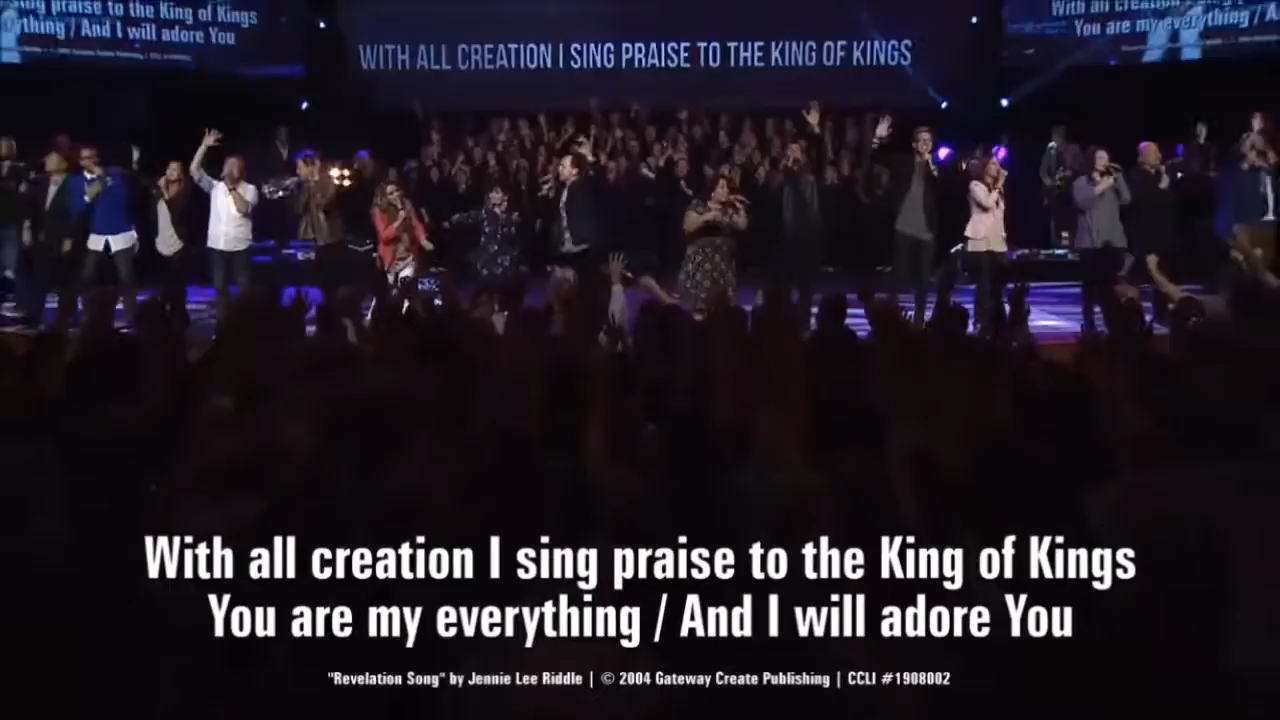 sing praise to the King of Kings
everything / And I will adore You
WITH ALL CREATION I SING PRAISE TO THE KING OF KINGS
With all creation I sing
You are my everything / A
With all creation I sing praise to the King of Kings
You are my everything / And I will adore You
"Revelation Song" by Jennie Lee Riddle | © 2004 Gateway Create Publishing | CCLI #1908002